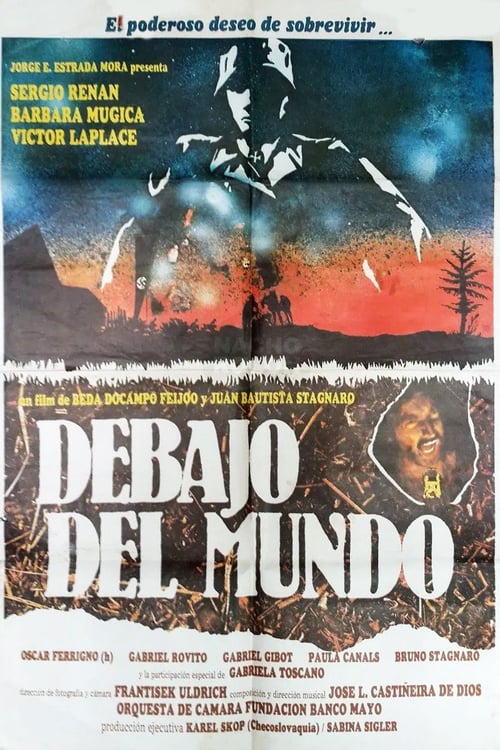 El poderoso deseo de sobrevivir ...
JORGE E. ESTRADA MORA presenta
SERGIO RENAN
BARBARA MUGICA
VICTOR LAPLACE
un film de BEDA DOCAMPO FEIJOO y JUAN BAUTISTA STAGNARO
DEBAJO
DEL MUNDO
OSCAR FERRIGNO (h) GABRIEL ROVITO GABRIEL GIBOT PAULA CANALS BRUNO STAGNARO
y la participación especial de GABRIELA TOSCANO
dirección de fotografia y cámara FRANTISEK ULDRICH composición y dirección musical JOSE L. CASTIÑEIRA DE DIOS
ORQUESTA DE CAMARA FUNDACION BANCO MAYO
producción ejecutiva KAREL SKOP (Checoslovaquia) / SABINA SIGLER